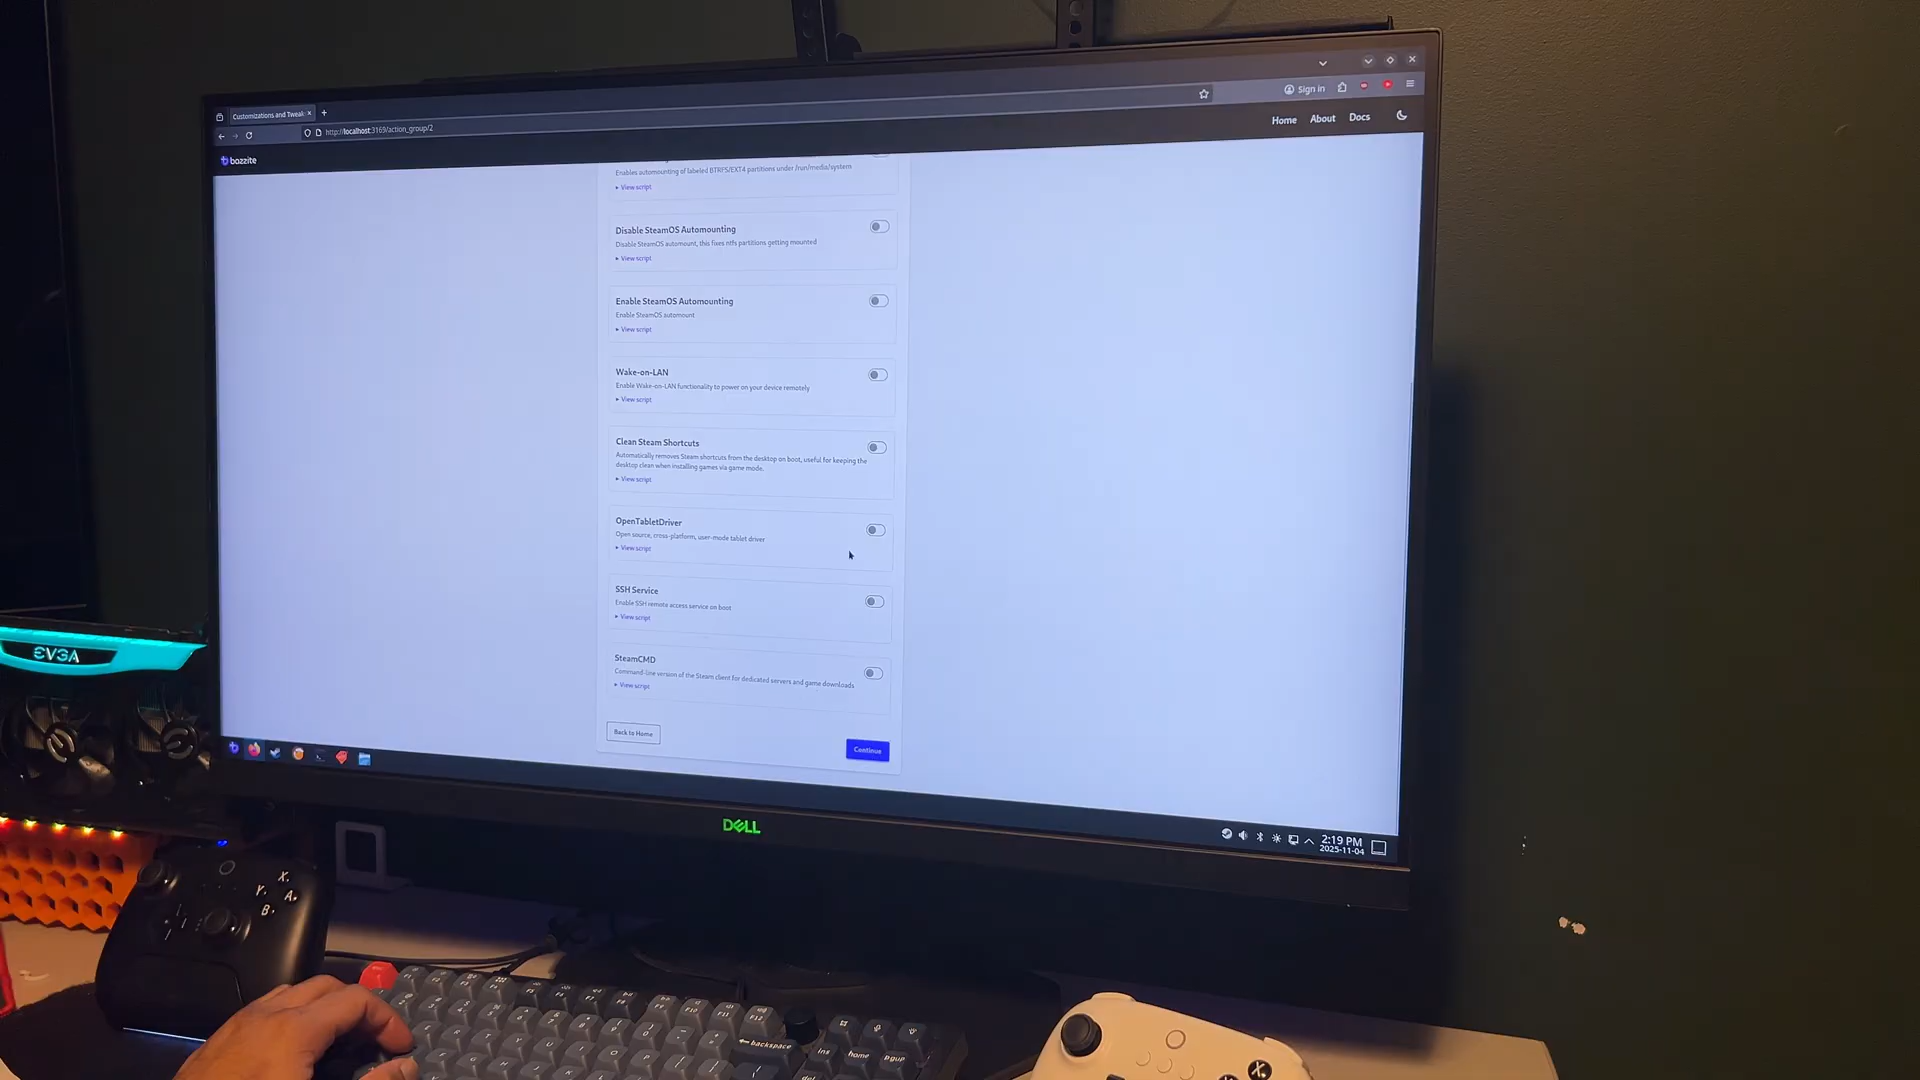 Customizations and Tweak
Sign in
http://localhost:3169/action_group/2
Home About Docs
bazzite
Enables automounting of labeled BTRFS/EXT4 partitions under /run/media/system
View script
Disable SteamOS Automounting
Disable SteamOS automount, this fixes ntfs partitions getting mounted
View script
Enable SteamOS Automounting
Enable SteamOS automount
View script
Wake-on-LAN
Enable Wake-on-LAN functionality to power on your device remotely
View script
Clean Steam Shortcuts
Automatically removes Steam shortcuts from the desktop on boot, useful for keeping the
desktop clean when installing games via game mode.
View script
OpenTabletDriver
Open source, cross-platform, user-mode tablet driver
View script
SSH Service
Enable SSH remote access service on boot
View script
SteamCMD
Command-line version of the Steam client for dedicated servers and game downloads
View script
Back to Home
Continue
2:19 PM
2025-11-04
DELL
EVGA
X
Y
A
B
backspace
ins
home
pgup
X